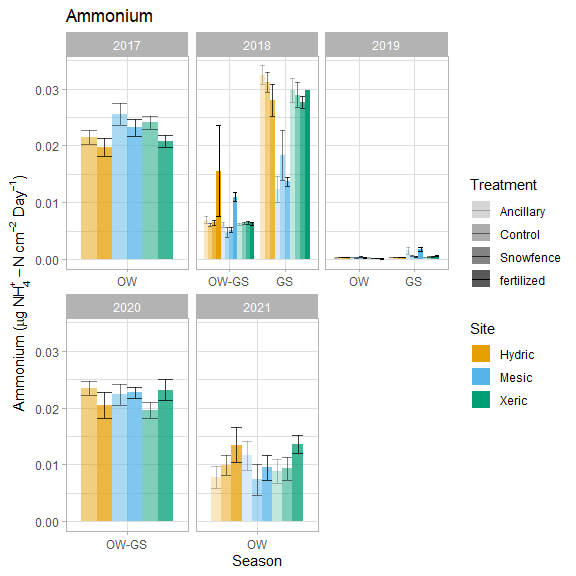 Ammonium
2017 2018 2019
0.03
0.02
0.01
0.00
OW OW-GS GS OW GS
2020 2021
0.03
0.02
0.01
0.00
OW-GS OW
Season
Ammonium (µg NH₄⁺ – N cm⁻² Day⁻¹)
Treatment
Ancillary
Control
Snowfence
fertilized
Site
Hydric
Mesic
Xeric